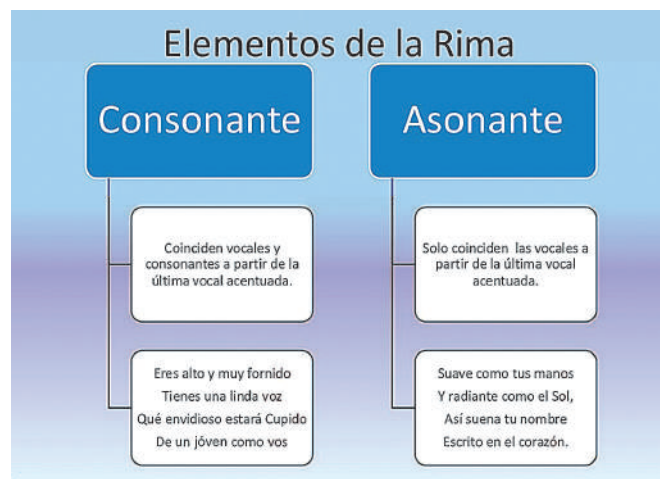 Elementos de la Rima
Consonante
Coinciden vocales y
consonantes a partir de la
última vocal acentuada.
Eres alto y muy fornido
Tienes una linda voz
Qué envidioso estará Cupido
De un jóven como vos
Asonante
Solo coinciden las vocales a
partir de la última vocal
acentuada.
Suave como tus manos
Y radiante como el Sol,
Así suena tu nombre
Escrito en el corazón.